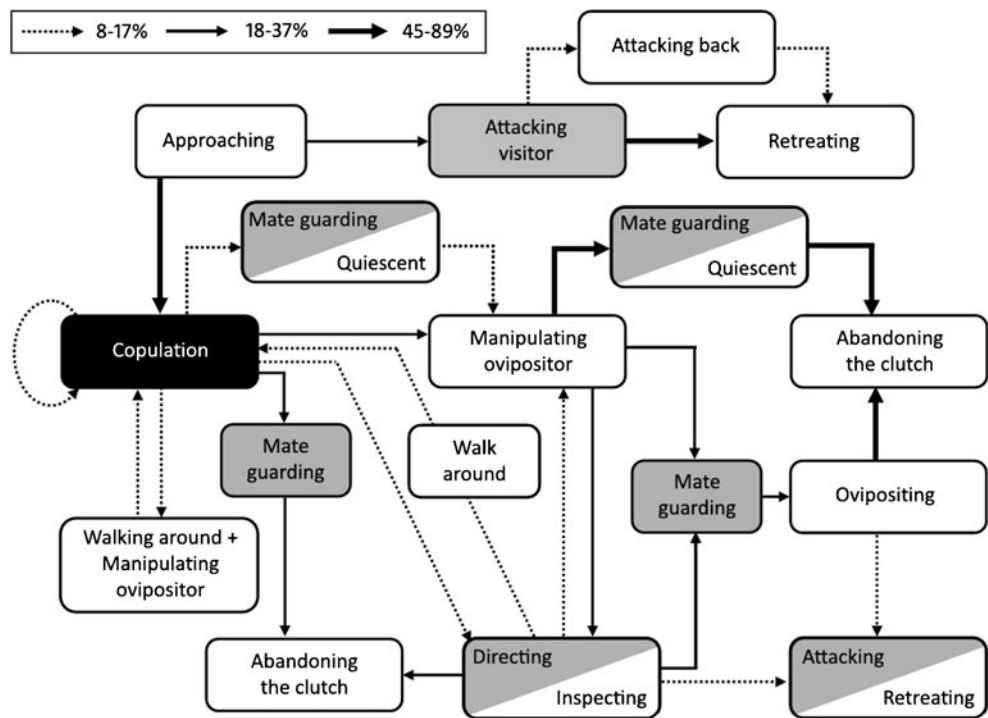 8-17%
18-37%
45-89%
Attacking back
Approaching
Attacking
visitor
Retreating
Mate guarding
Quiescent
Mate guarding
Quiescent
Copulation
Manipulating
ovipositor
Abandoning
the clutch
Mate
guarding
Walk
around
Mate
guarding
Ovipositing
Walking around +
Manipulating
ovipositor
Abandoning
the clutch
Directing
Inspecting
Attacking
Retreating